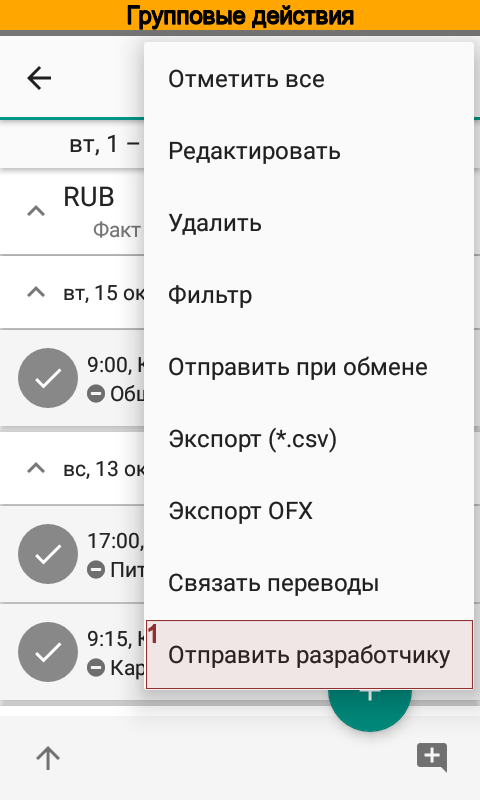 Групповые действия
Отметить все
вт, 1 –
Редактировать
RUB
Удалить
Факт
вт, 15 ок
Фильтр
9:00,
Отправить при обмене
Экспорт (*.csv)
вс, 13 ок
Экспорт OFX
17:00,
Пит
Связать переводы
1
9:15,
Отправить разработчику
Кар